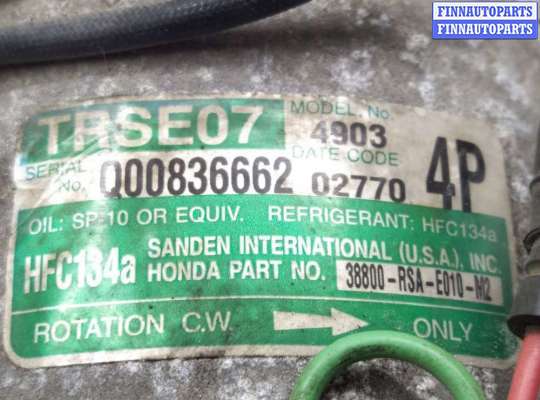 FINNAUTOPARTS
FINNAUTOPARTS
TRSE07
MODEL No.
4903
SERIAL No. Q00836662
DATE CODE
02770
4P
OIL: SP-10 OR EQUIV. REFRIGERANT: HFC134a
HFC134a
SANDEN INTERNATIONAL (U.S.A.), INC.
HONDA PART NO. 38800-RSA-E010-M2
ROTATION C.W. ONLY